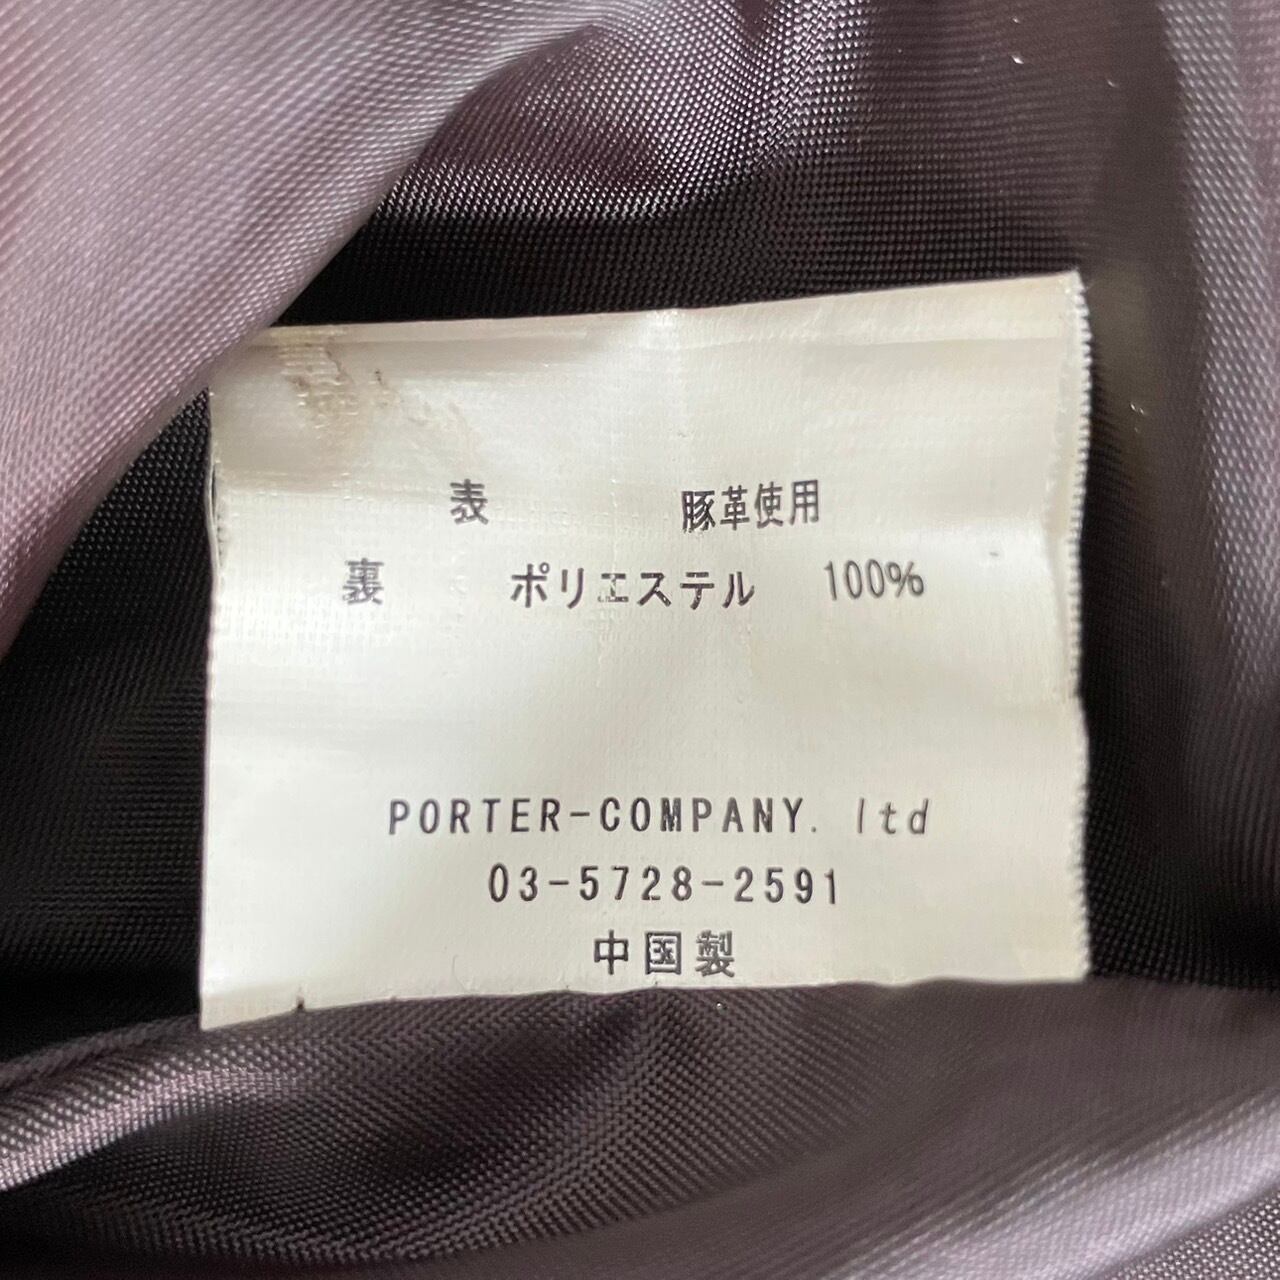 表 豚革使用
裏 ポリエステル 100%
PORTER-COMPANY. ltd
03-5728-2591
中国製